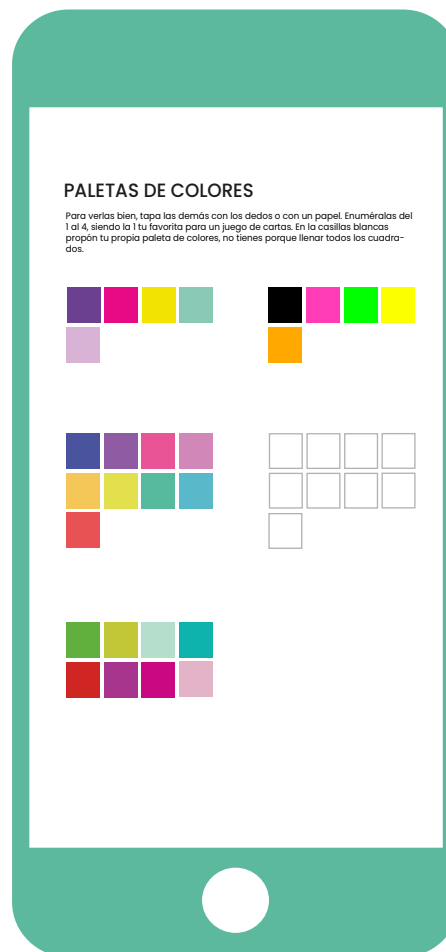 PALETAS DE COLORES
Para verlas bien, tapa las demás con los dedos o con un papel. Enuméralas del
1 al 4, siendo la 1 tu favorita para un juego de cartas. En la casillas blancas
propón tu propia paleta de colores, no tienes porque llenar todos los cuadra-
dos.